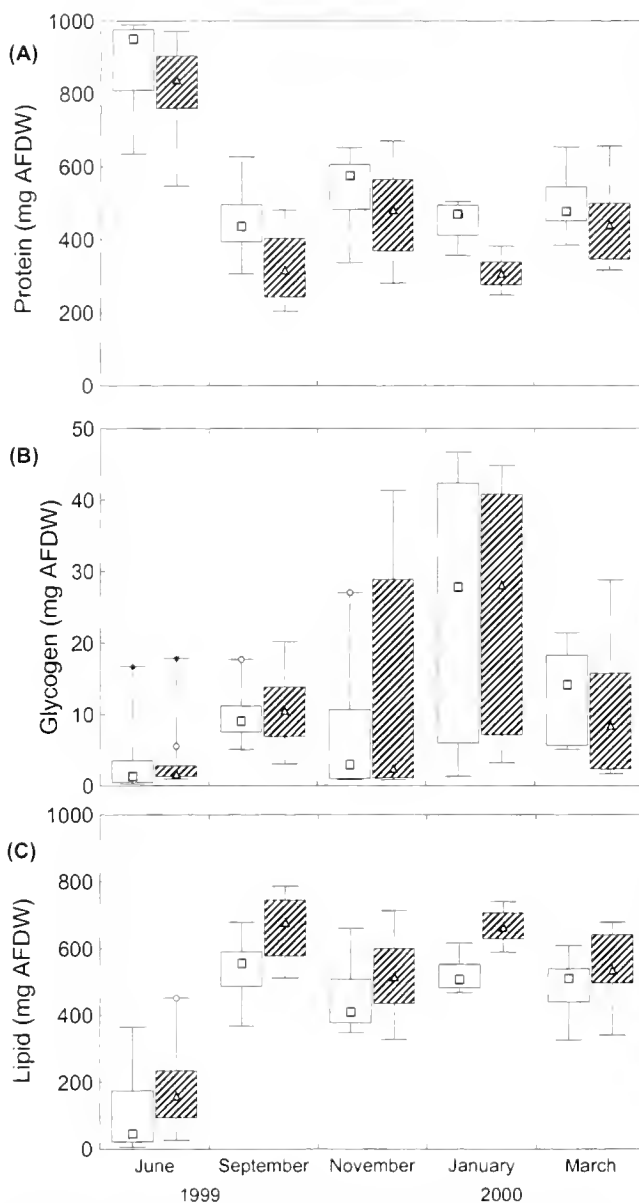 (A)
Protein (mg AFDW)
1000
800
600
400
200
0
(B)
Glycogen (mg AFDW)
50
40
30
20
10
0
(C)
Lipid (mg AFDW)
1000
800
600
400
200
0
June September November January March
1999 2000